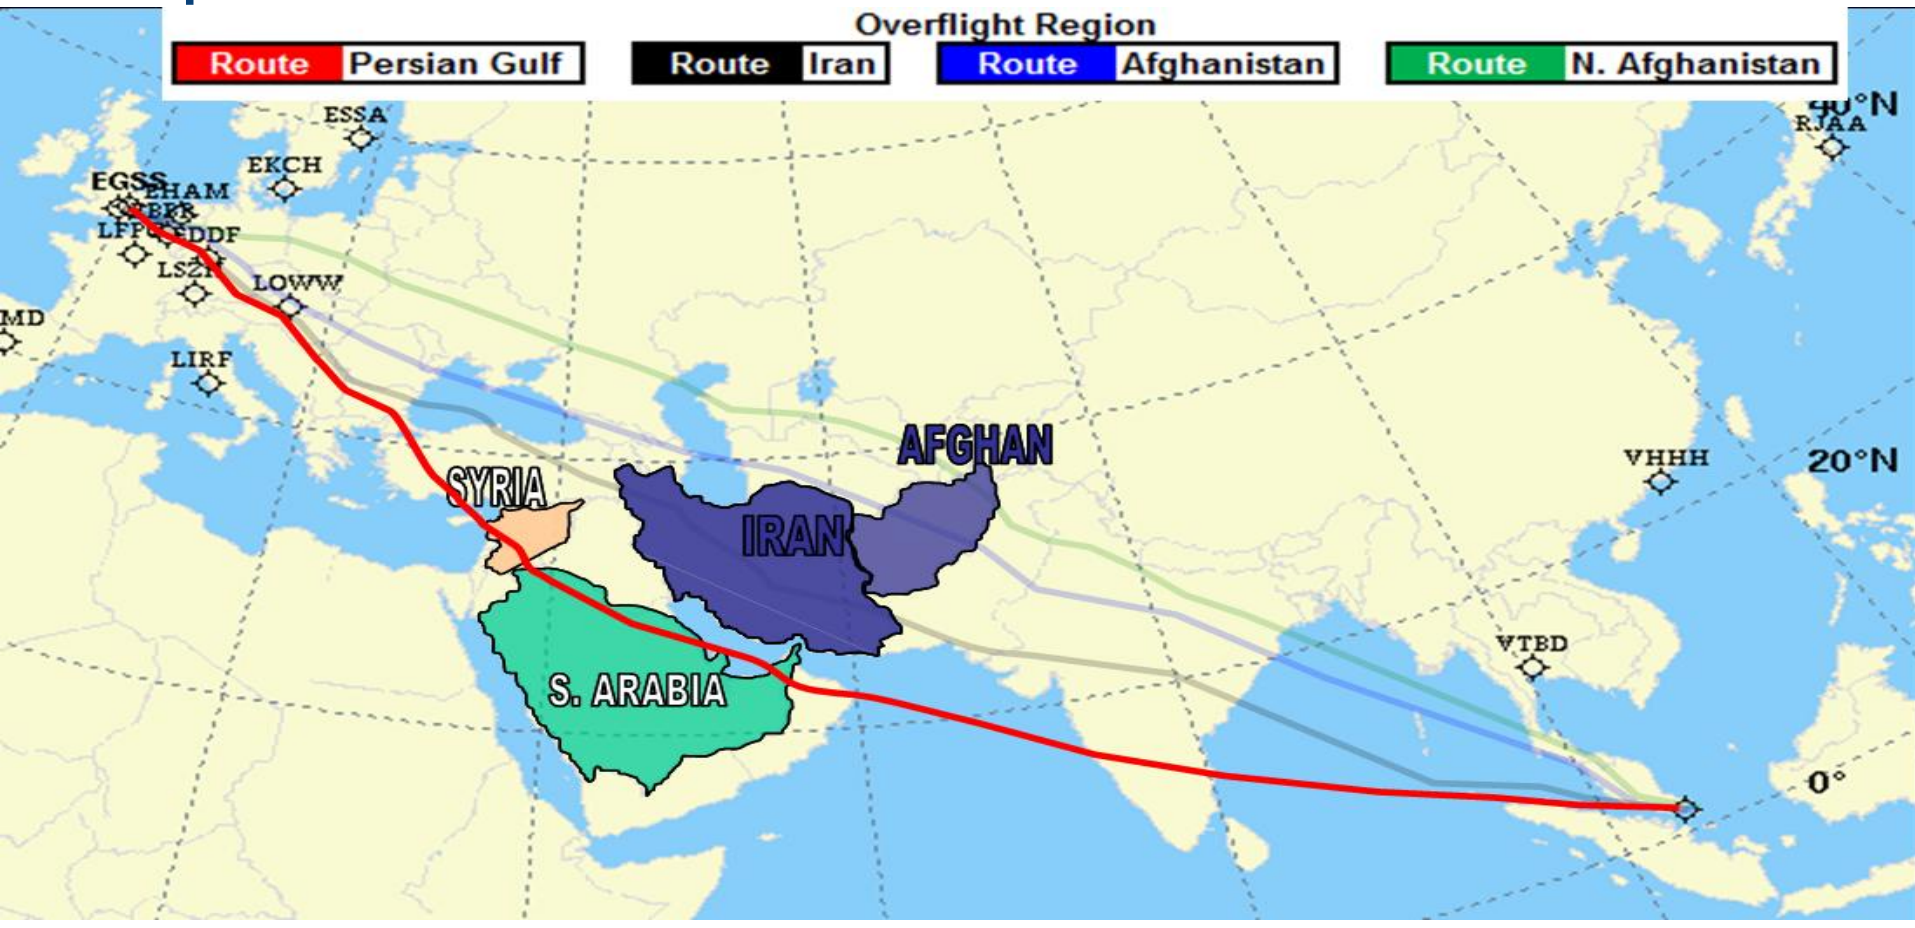 Overflight Region
Route Persian Gulf Route Iran Route Afghanistan Route N. Afghanistan
40°N
ESSA
RJAA
EKCH
EGSS
EHAM
EDDF
LSZH
LOWW
MD
LIRF
AFGHAN
VHHH
20°N
SYRIA
IRAN
VTBD
S. ARABIA
0°